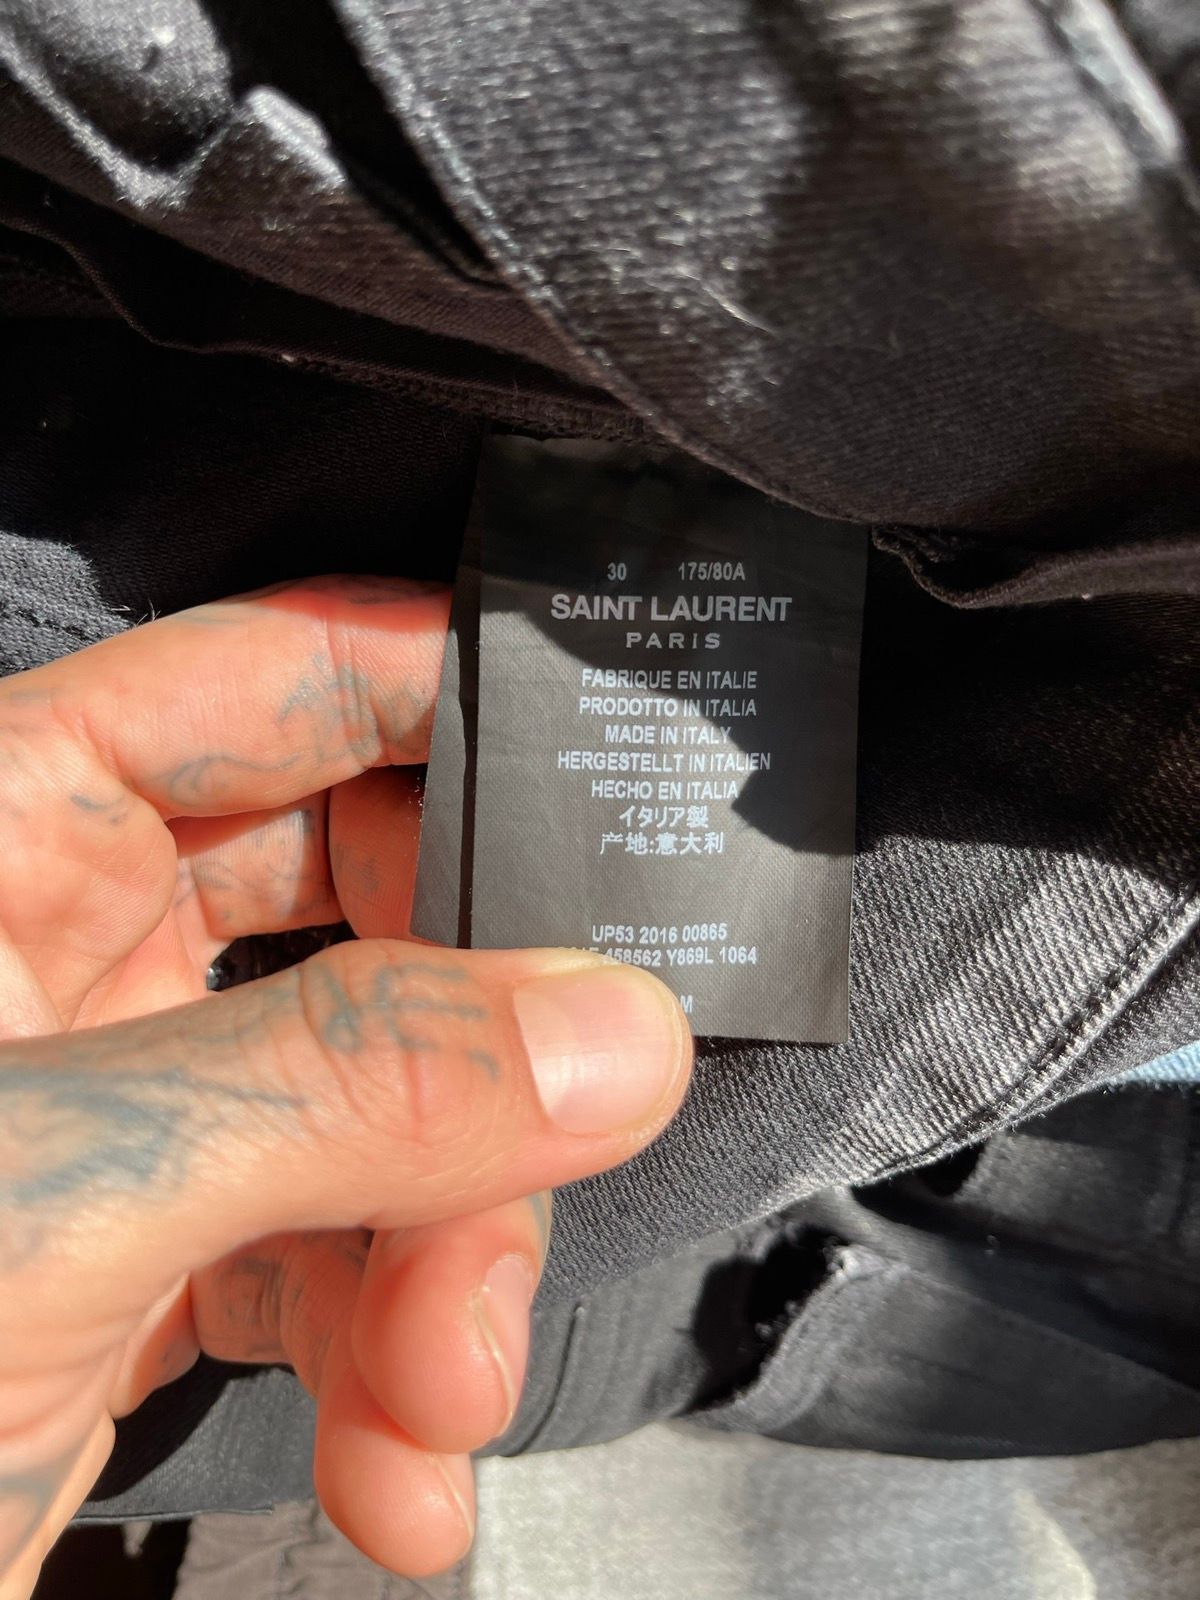 30 175/80A
SAINT LAURENT
PARIS
FABRIQUE EN ITALIE
PRODOTTO IN ITALIA
MADE IN ITALY
HERGESTELLT IN ITALIEN
HECHO EN ITALIA
イタリア製
产地:意大利
UP53 2016 00865
458562 Y869L 1064
M